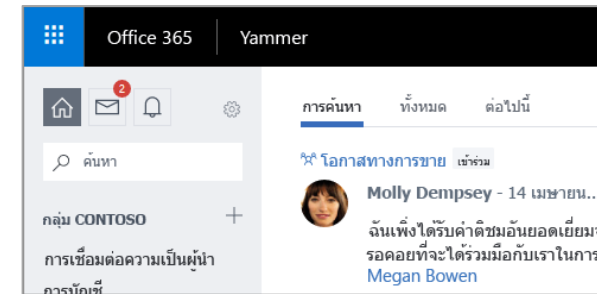 Office 365 Yammer
2
การค้นหา ทั้งหมด ต่อไปนี้
ค้นหา
โอกาสทางการขาย เข้าร่วม
Molly Dempsey - 14 เมษายน..
กลุ่ม CONTOSO
ฉันเพิ่งได้รับคำติชมอันยอดเยี่ยม
รอคอยที่จะได้ร่วมมือกับเราในการ
การเชื่อมต่อความเป็นผู้นำ
Megan Bowen
การบัญชี